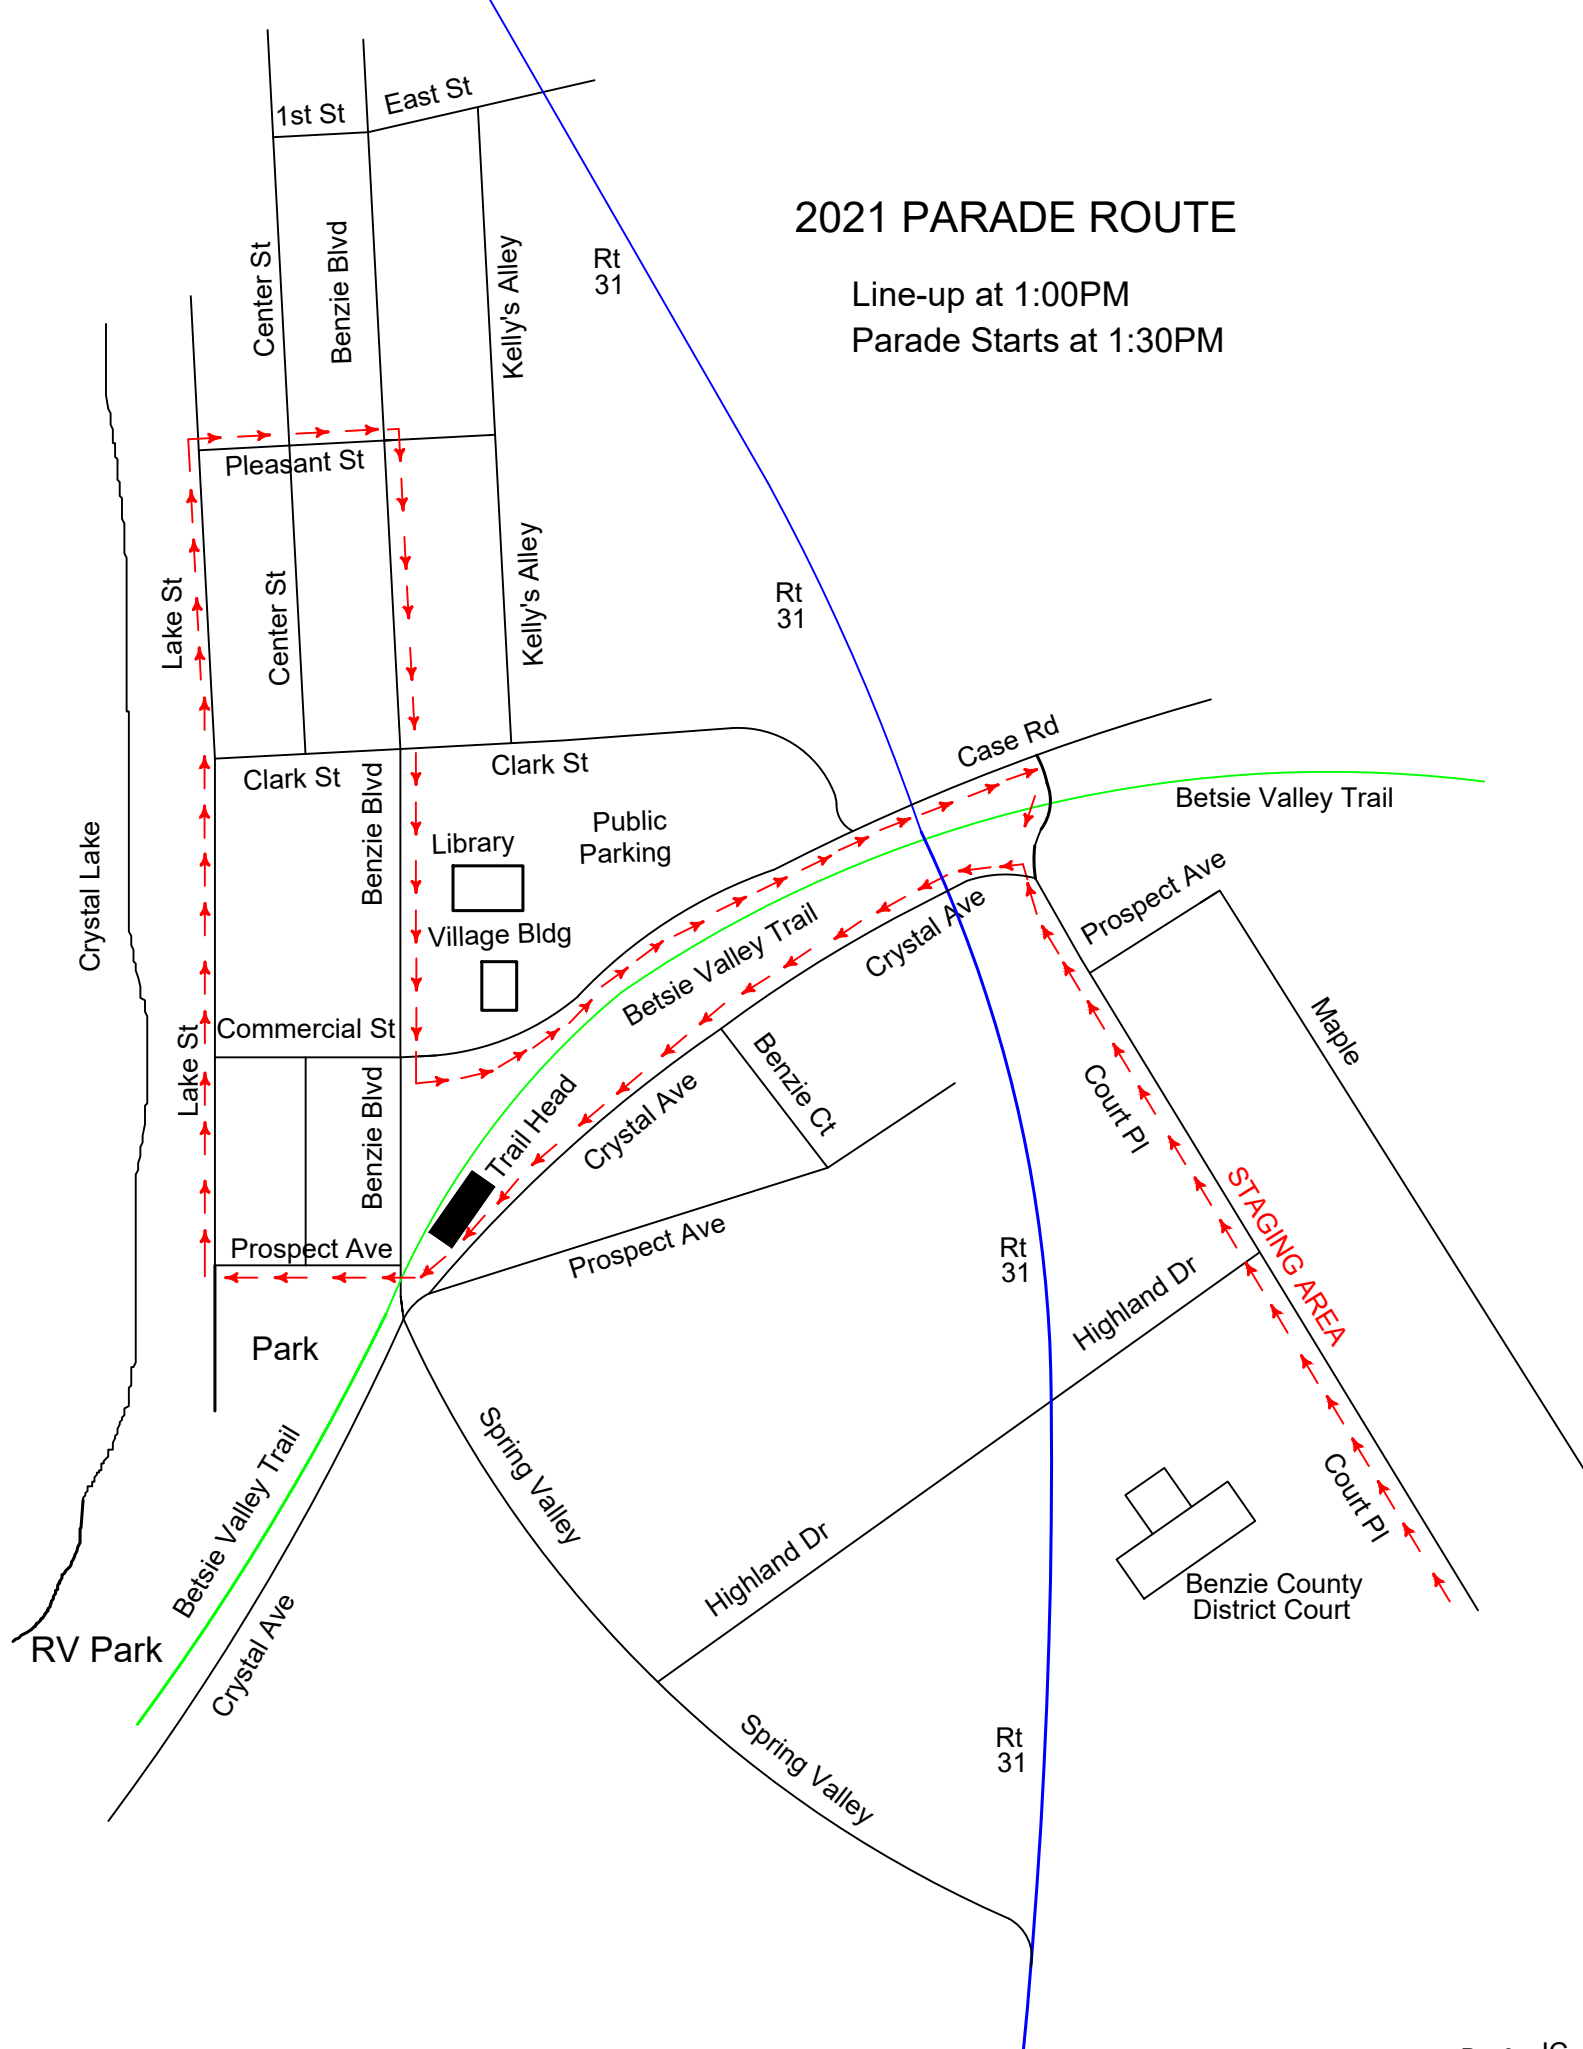 East St
1st St
2021 PARADE ROUTE
Line-up at 1:00PM
Parade Starts at 1:30PM
Center St
Benzie Blvd
Kelly's Alley
Rt
31
Pleasant St
Lake St
Center St
Kelly's Alley
Rt
31
Case Rd
Clark St
Clark St
Betsie Valley Trail
Benzie Blvd
Library
Public
Parking
Crystal Lake
Village Bldg
Betsie Valley Trail
Crystal Ave
Prospect Ave
Maple
Lake St
Commercial St
Benzie Blvd
Trail Head
Crystal Ave
Benzie Ct
Court Pl
STAGING AREA
Prospect Ave
Prospect Ave
Rt
31
Highland Dr
Park
Betsie Valley Trail
Spring Valley
Highland Dr
Court Pl
Benzie County
District Court
RV Park
Crystal Ave
Rt
31
Spring Valley